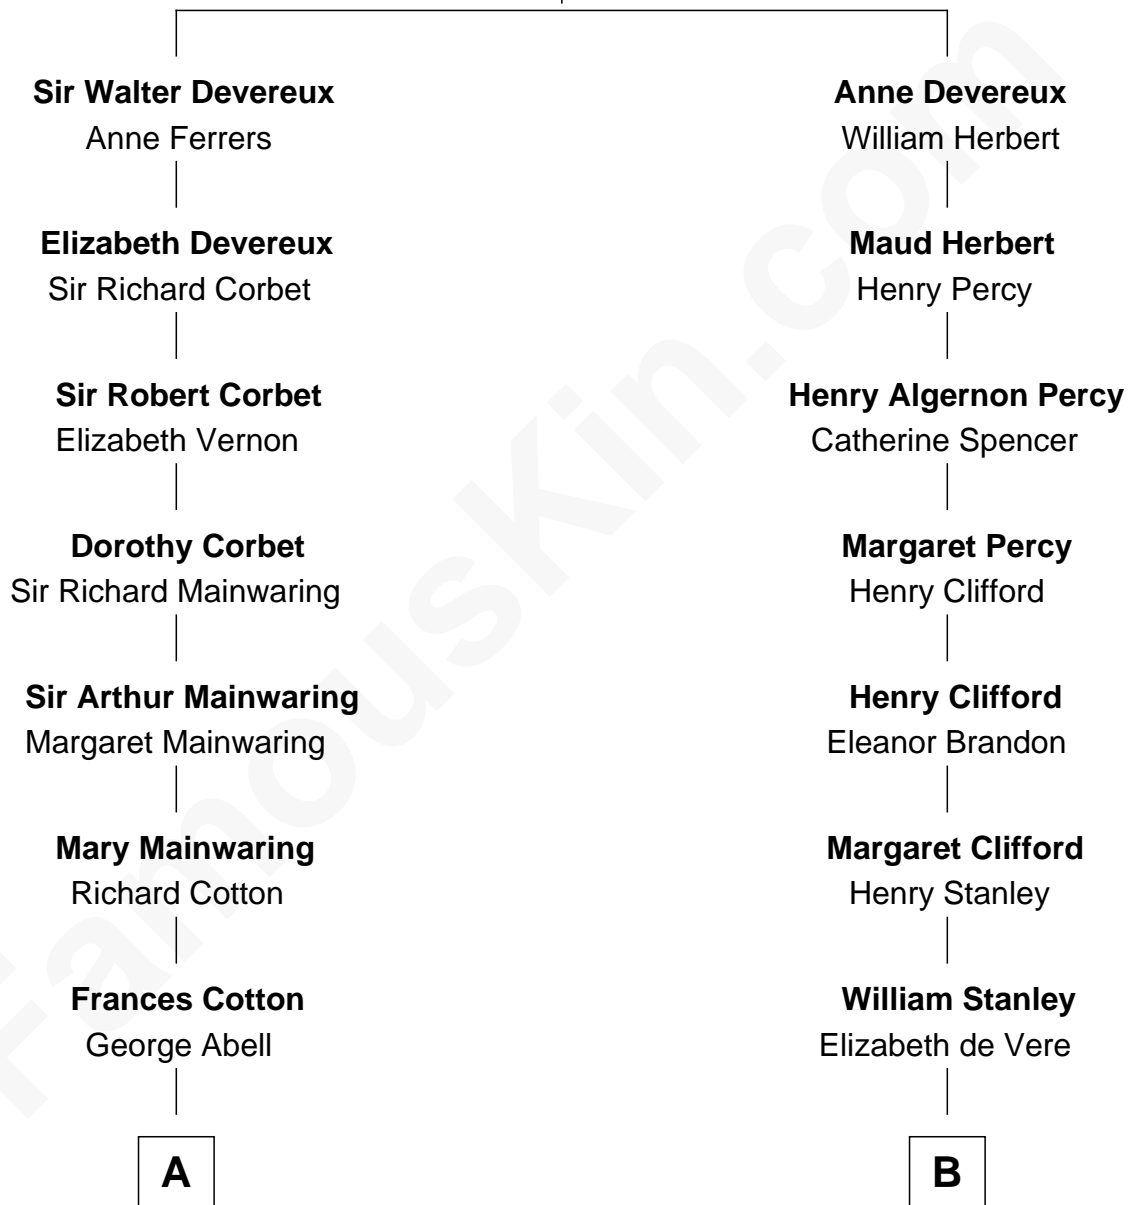 Sir Walter Devereux
Anne Ferrers
Elizabeth Devereux
Sir Richard Corbet
Sir Robert Corbet
Elizabeth Vernon
Dorothy Corbet
Sir Richard Mainwaring
Sir Arthur Mainwaring
Margaret Mainwaring
Mary Mainwaring
Richard Cotton
Frances Cotton
George Abell
A
Anne Devereux
William Herbert
Maud Herbert
Henry Percy
Henry Algernon Percy
Catherine Spencer
Margaret Percy
Henry Clifford
Henry Clifford
Eleanor Brandon
Margaret Clifford
Henry Stanley
William Stanley
Elizabeth de Vere
B
FamousKin.com